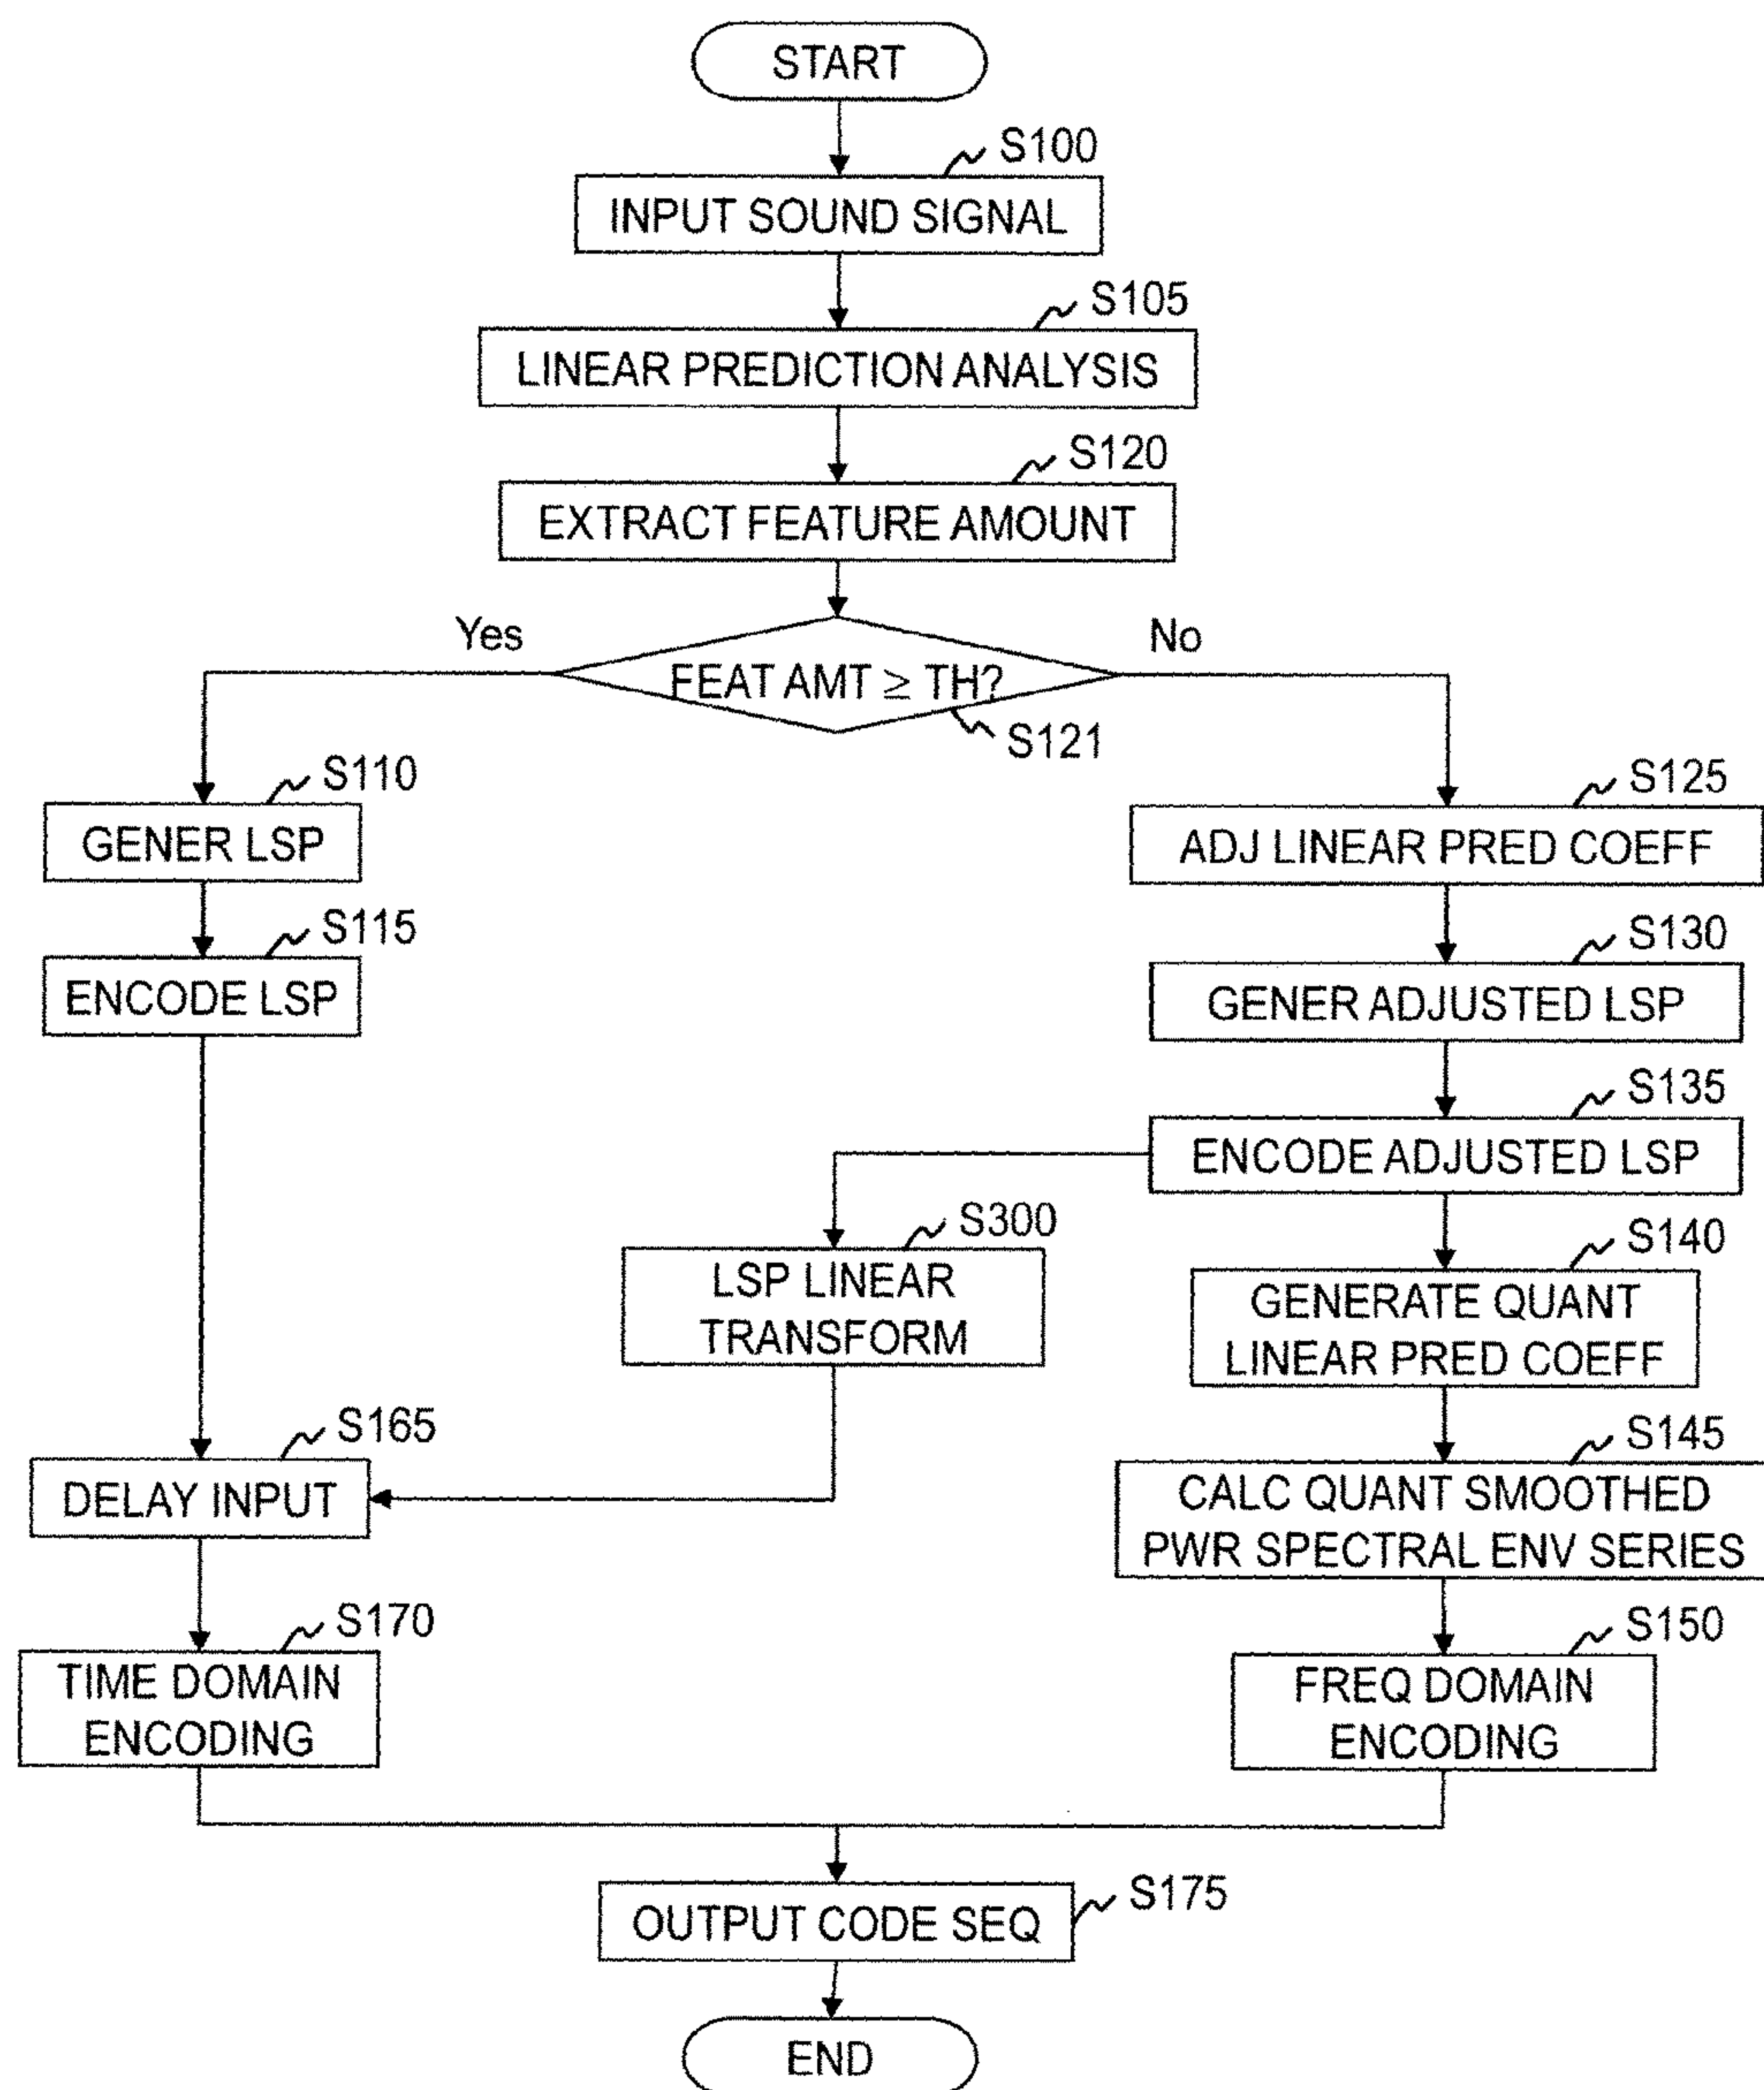 START
S100
INPUT SOUND SIGNAL
S105
LINEAR PREDICTION ANALYSIS
S120
EXTRACT FEATURE AMOUNT
Yes
No
FEAT AMT ≥ TH?
S121
S110
GENER LSP
S115
ENCODE LSP
S125
ADJ LINEAR PRED COEFF
S130
GENER ADJUSTED LSP
S135
ENCODE ADJUSTED LSP
S300
LSP LINEAR
TRANSFORM
S140
GENERATE QUANT
LINEAR PRED COEFF
S165
DELAY INPUT
S145
CALC QUANT SMOOTHED
PWR SPECTRAL ENV SERIES
S170
TIME DOMAIN
ENCODING
S150
FREQ DOMAIN
ENCODING
S175
OUTPUT CODE SEQ
END